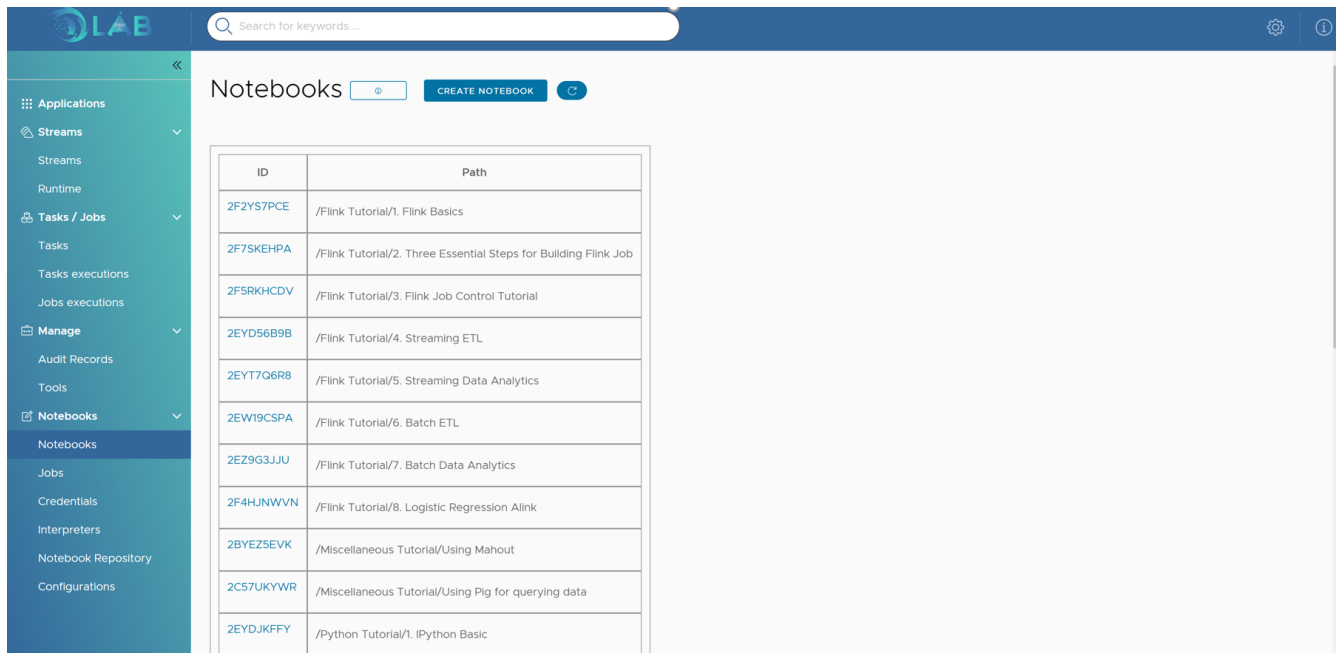 DLAB
Search for keywords ...
Applications
Streams
Streams
Runtime
Tasks / Jobs
Tasks
Tasks executions
Jobs executions
Manage
Audit Records
Tools
Notebooks
Notebooks
Jobs
Credentials
Interpreters
Notebook Repository
Configurations
Notebooks
CREATE NOTEBOOK
ID Path
2F2YS7PCE /Flink Tutorial/1. Flink Basics
2F7SKEHPA /Flink Tutorial/2. Three Essential Steps for Building Flink Job
2F5RKHCDV /Flink Tutorial/3. Flink Job Control Tutorial
2EYD56B9B /Flink Tutorial/4. Streaming ETL
2EYT7Q6R8 /Flink Tutorial/5. Streaming Data Analytics
2EW19CSPA /Flink Tutorial/6. Batch ETL
2EZ9G3JJU /Flink Tutorial/7. Batch Data Analytics
2F4HJNWVN /Flink Tutorial/8. Logistic Regression Alink
2BYEZ5EVK /Miscellaneous Tutorial/Using Mahout
2C57UKYWR /Miscellaneous Tutorial/Using Pig for querying data
2EYDJKFFY /Python Tutorial/1. IPython Basic